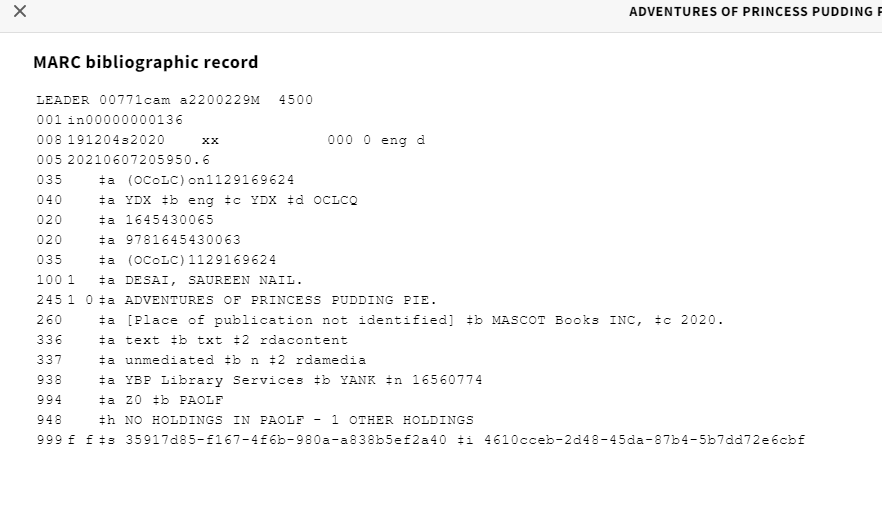 ADVENTURES OF PRINCESS PUDDING P
MARC bibliographic record
LEADER 00771cam a2200229M  4500
001 in00000000136
008 191204s2020    xx            000 0 eng d
005 20210607205950.6
035    ‡a (OCoLC)on1129169624
040    ‡a YDX ‡b eng ‡c YDX ‡d OCLCQ
020    ‡a 1645430065
020    ‡a 9781645430063
035    ‡a (OCoLC)1129169624
100 1  ‡a DESAI, SAUREEN NAIL.
245 1 0 ‡a ADVENTURES OF PRINCESS PUDDING PIE.
260    ‡a [Place of publication not identified] ‡b MASCOT Books INC, ‡c 2020.
336    ‡a text ‡b txt ‡2 rdacontent
337    ‡a unmediated ‡b n ‡2 rdamedia
938    ‡a YBP Library Services ‡b YANK ‡n 16560774
994    ‡a Z0 ‡b PAOLF
948    ‡h NO HOLDINGS IN PAOLF - 1 OTHER HOLDINGS
999 f f ‡s 35917d85-f167-4f6b-980a-a838b5ef2a40 ‡i 4610cceb-2d48-45da-87b4-5b7dd72e6cbf